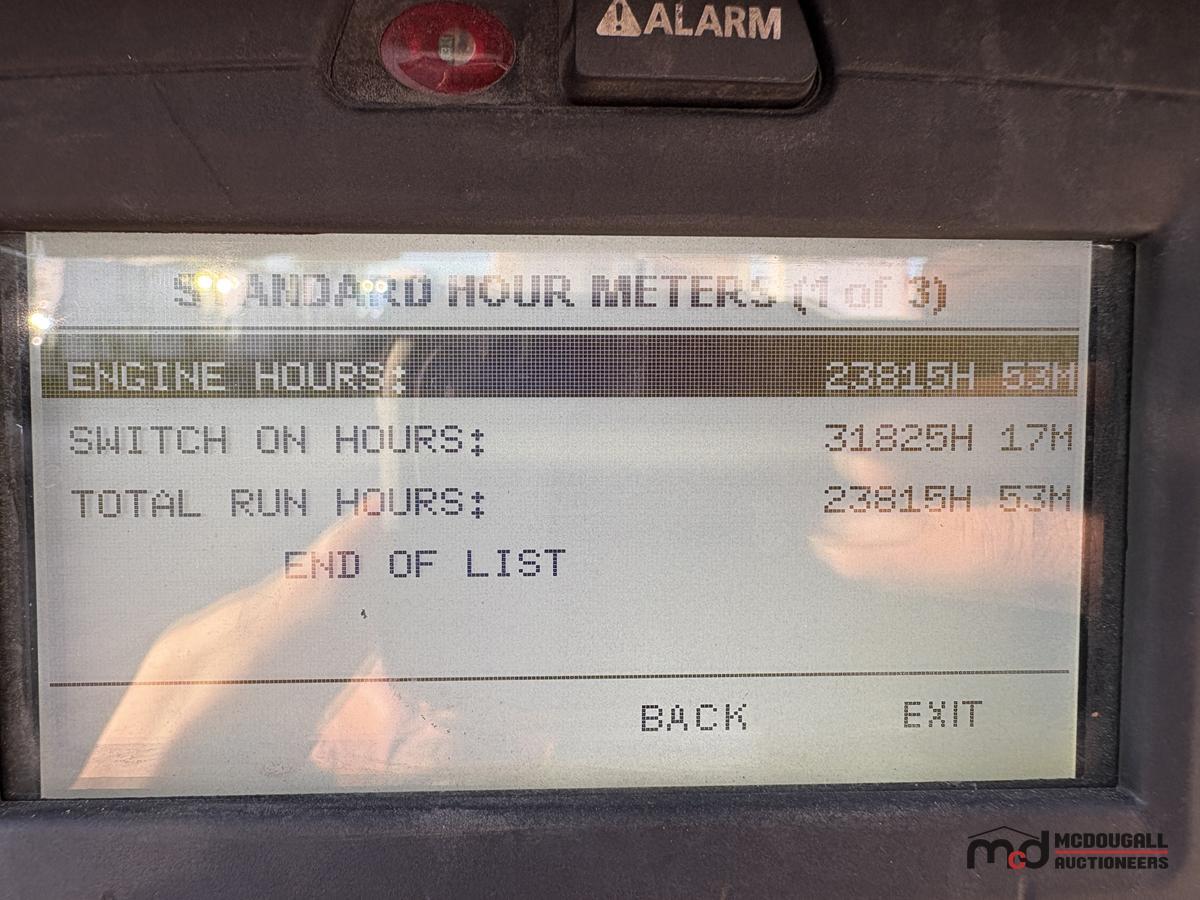 ⚠ALARM
STANDARD HOUR METERS (1 of 3)
ENGINE HOURS: 23815H 53M
SWITCH ON HOURS: 31825H 17M
TOTAL RUN HOURS: 23815H 53M
END OF LIST
BACK EXIT
mcd MCDOUGALL
AUCTIONEERS